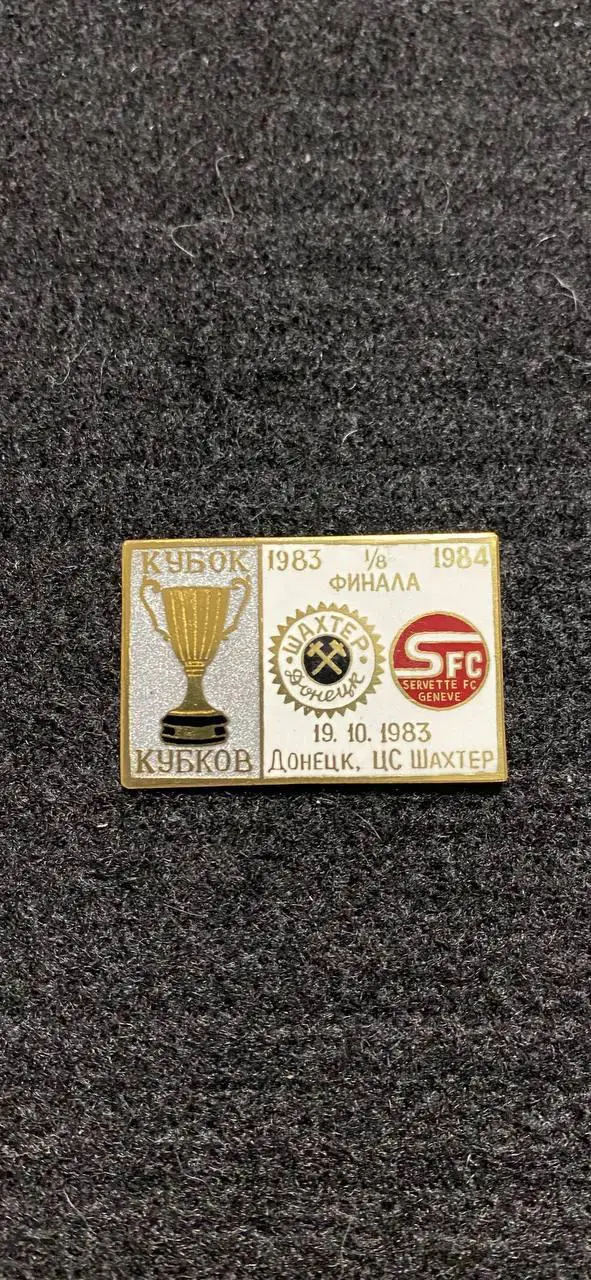 КУБОК
КУБКОВ
1983 1/8 1984
ФИНАЛА
ШАХТЕР
Донецк
SFC
SERVETTE FC
GENEVE
19. 10. 1983
ДОНЕЦК, ЦС ШАХТЕР